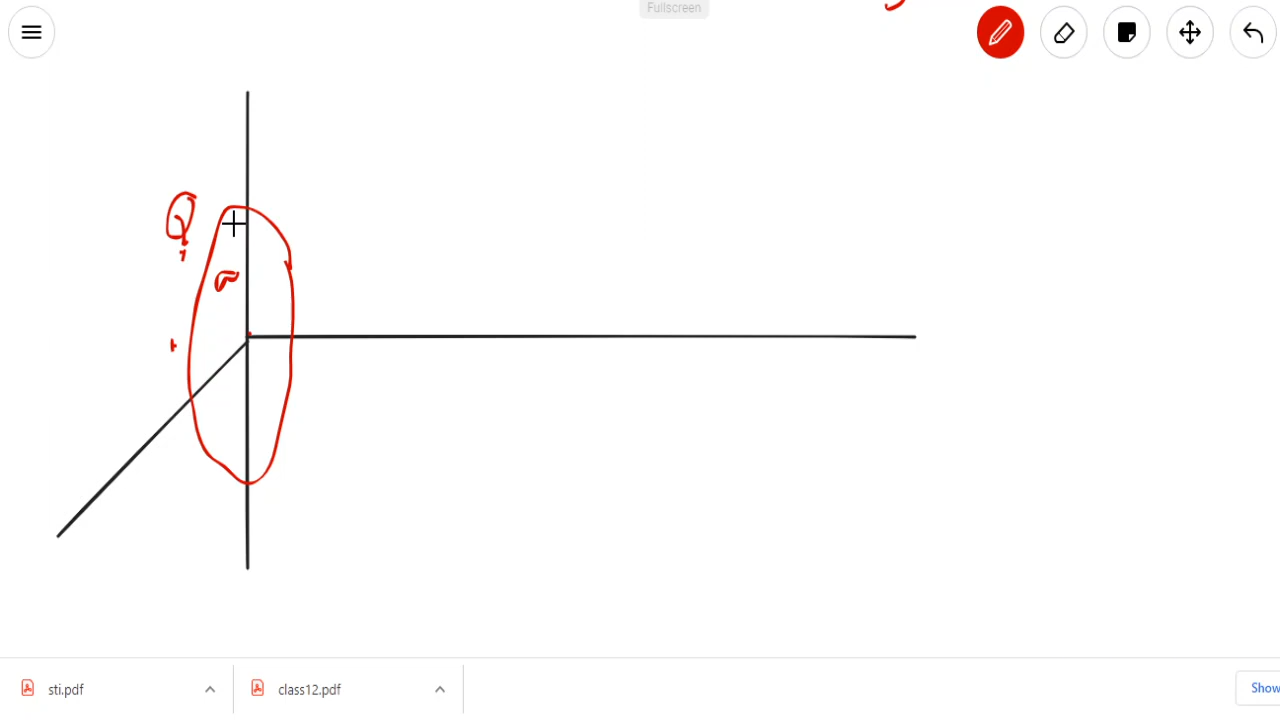 Fullscreen
Q
σ
sti.pdf
class12.pdf
Show